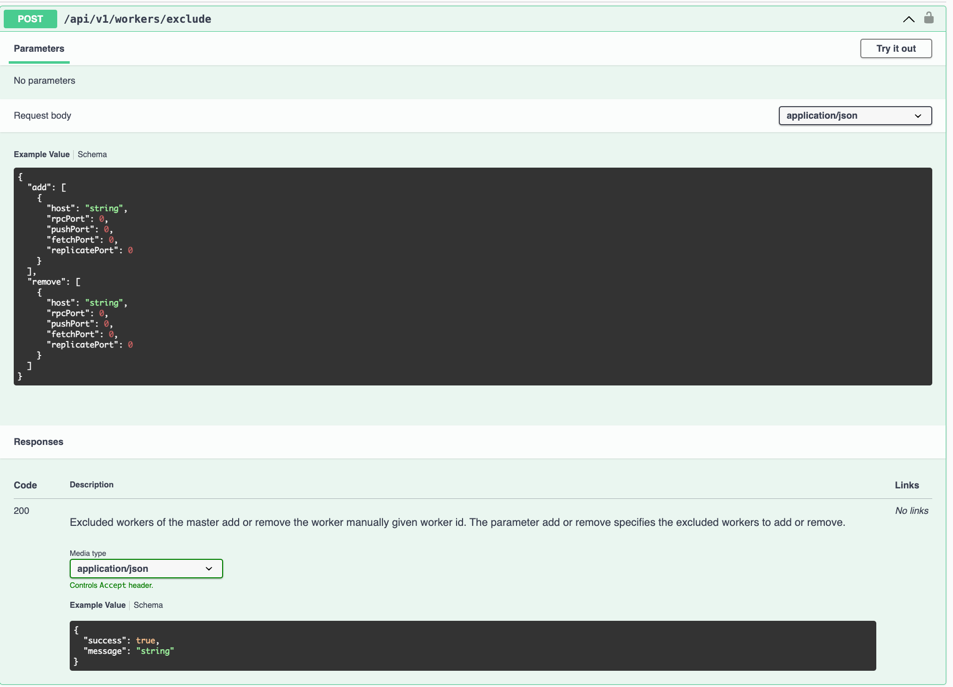 POST /api/v1/workers/exclude
Parameters
Try it out
No parameters
Request body
application/json
Example Value | Schema
{
  "add": [
    {
      "host": "string",
      "rpcPort": 0,
      "pushPort": 0,
      "fetchPort": 0,
      "replicatePort": 0
    }
  ],
  "remove": [
    {
      "host": "string",
      "rpcPort": 0,
      "pushPort": 0,
      "fetchPort": 0,
      "replicatePort": 0
    }
  ]
}
Responses
Code Description Links
200
Excluded workers of the master add or remove the worker manually given worker id. The parameter add or remove specifies the excluded workers to add or remove.
No links
Media type
application/json
Controls Accept header.
Example Value | Schema
{
  "success": true,
  "message": "string"
}